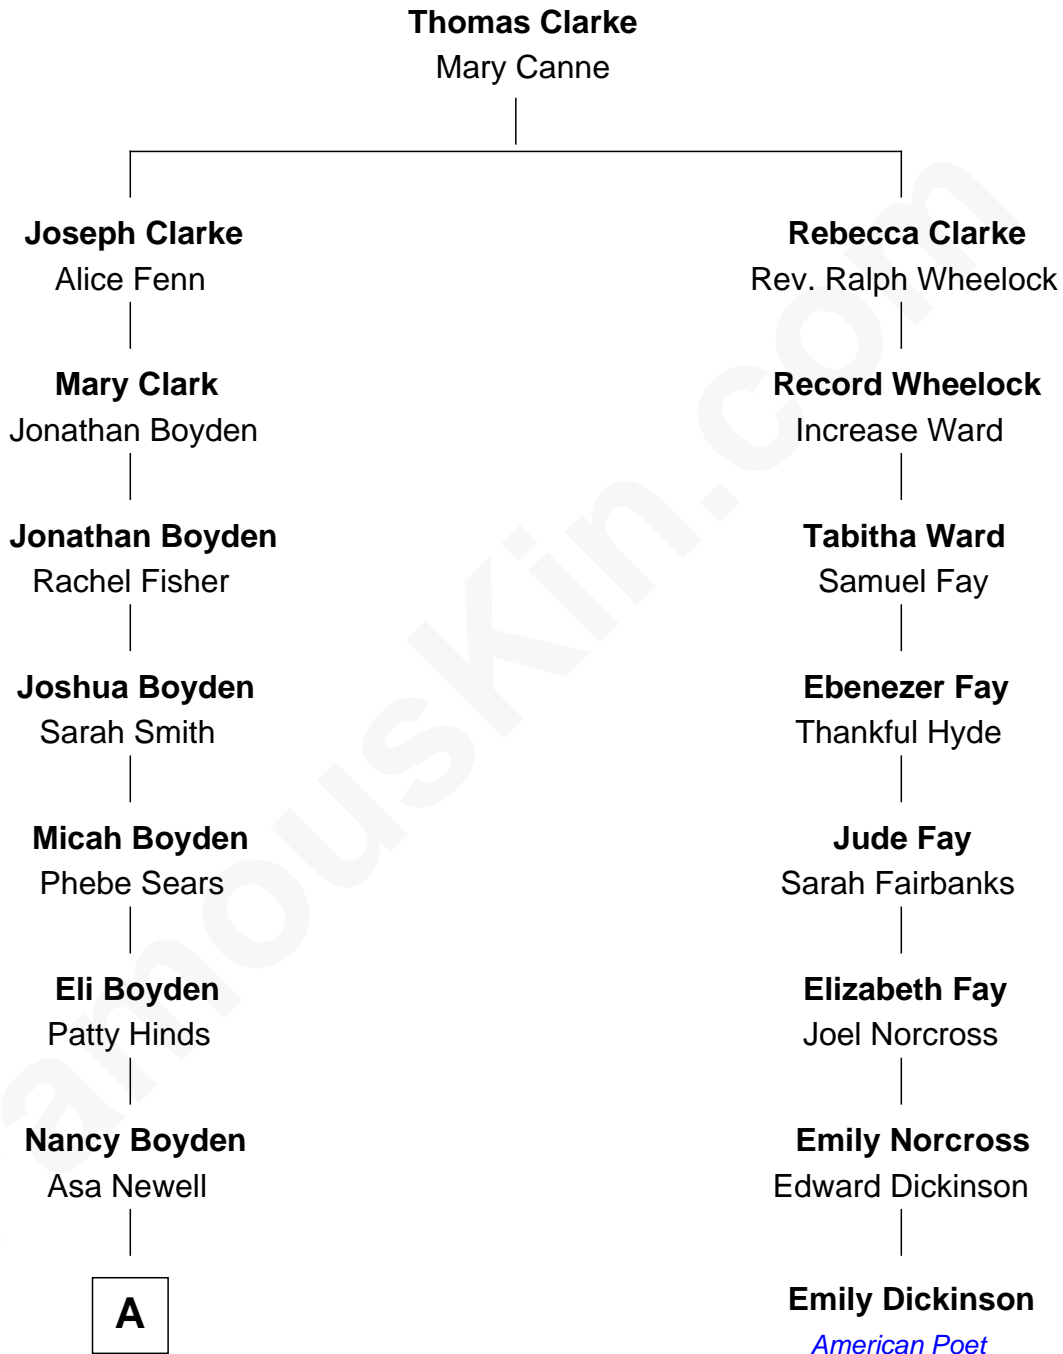 Thomas Clarke
Mary Canne
Joseph Clarke
Alice Fenn
Rebecca Clarke
Rev. Ralph Wheelock
Mary Clark
Jonathan Boyden
Record Wheelock
Increase Ward
Jonathan Boyden
Rachel Fisher
Tabitha Ward
Samuel Fay
Joshua Boyden
Sarah Smith
Ebenezer Fay
Thankful Hyde
Micah Boyden
Phebe Sears
Jude Fay
Sarah Fairbanks
Eli Boyden
Patty Hinds
Elizabeth Fay
Joel Norcross
Nancy Boyden
Asa Newell
Emily Norcross
Edward Dickinson
A
Emily Dickinson
American Poet
amouskin.com